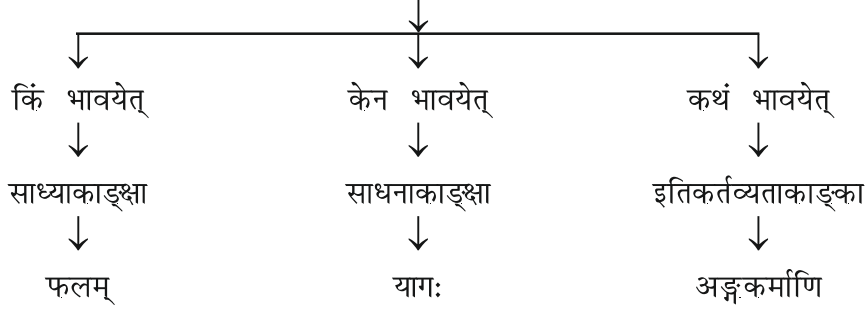 किं भावयेत् केन भावयेत् कथं भावयेत्
साध्याकाङ्क्षा साधनाकाङ्क्षा इतिकर्तव्यताकाङ्का
फलम् यागः अङ्गकर्माणि